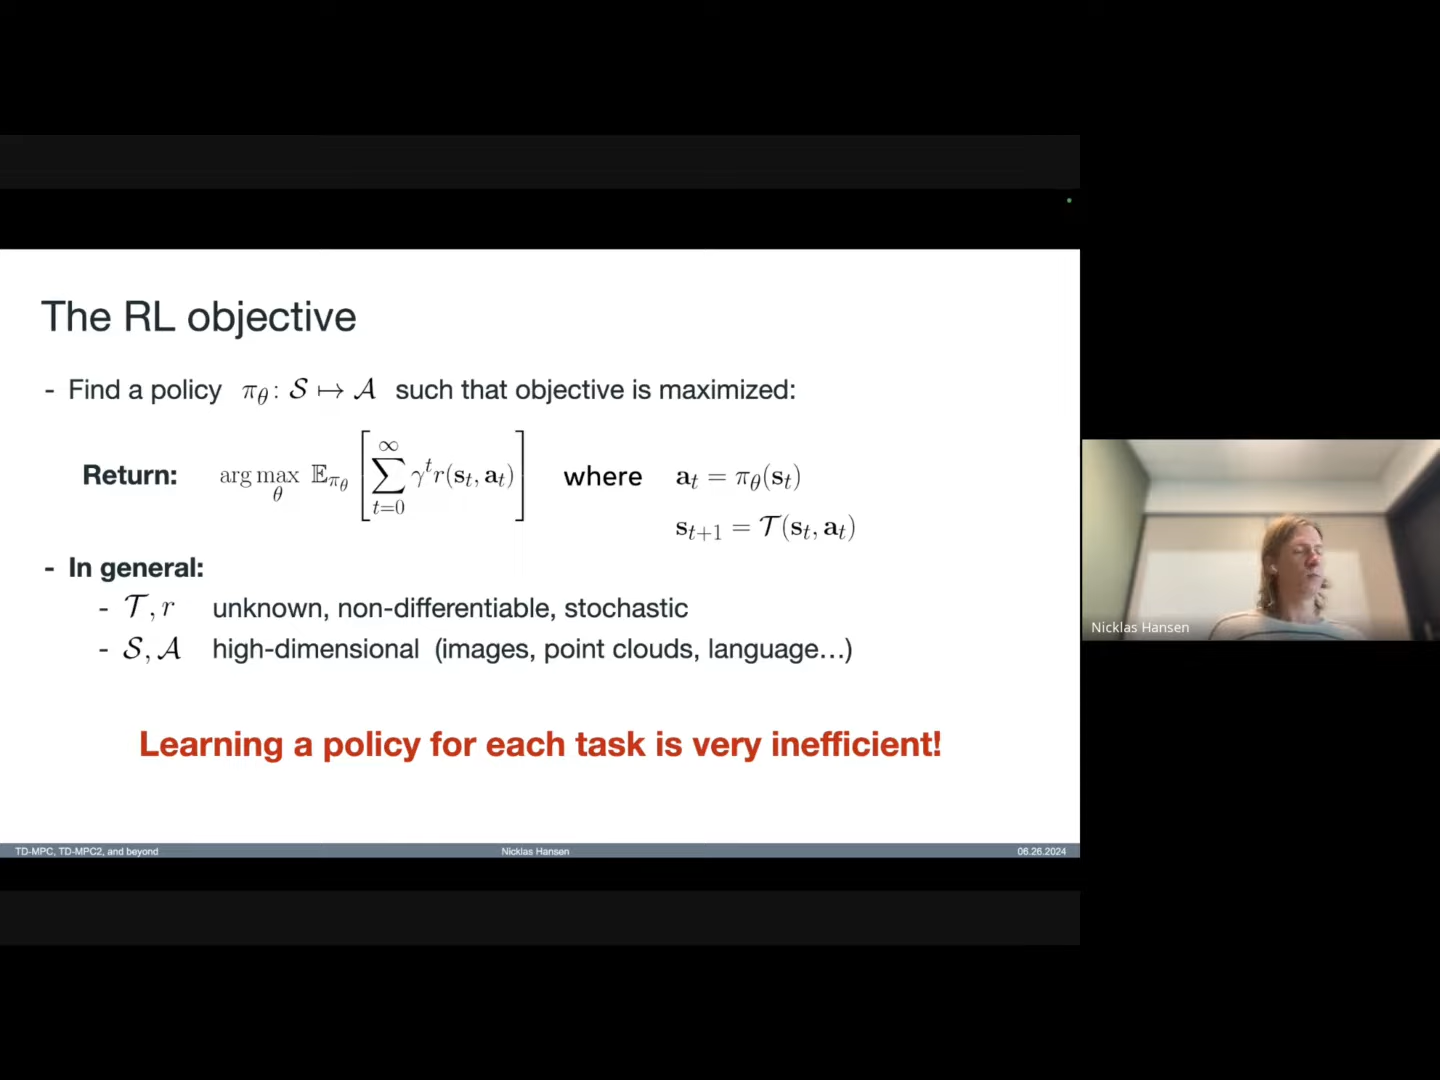 The RL objective
- Find a policy π_θ : S ↦ A such that objective is maximized:
Return: arg max_θ 𝔼_{π_θ} [ ∑_{t=0}^{∞} γ^t r(s_t, a_t) ] where a_t = π_θ(s_t)
s_{t+1} = T(s_t, a_t)
- In general:
- T, r unknown, non-differentiable, stochastic
- S, A high-dimensional (images, point clouds, language…)
Learning a policy for each task is very inefficient!
TD-MPC, TD-MPC2, and beyond Nicklas Hansen 06.26.2024
Nicklas Hansen